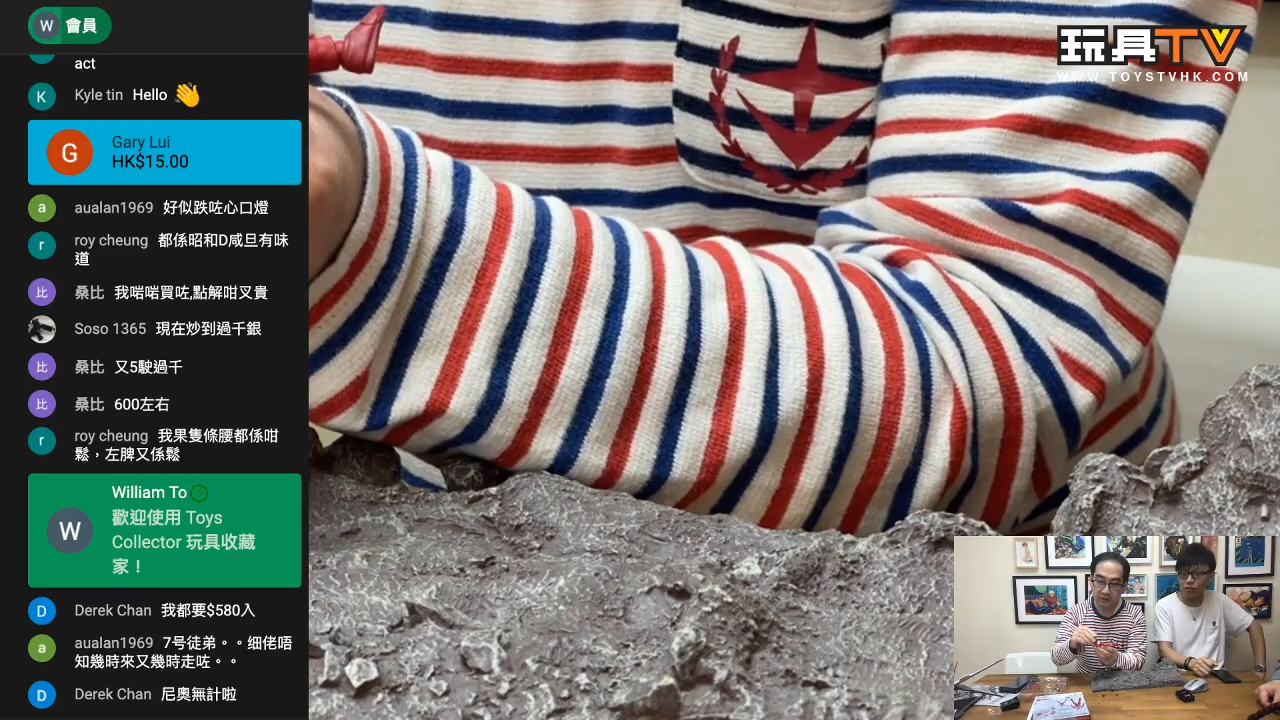 W 會員
act
K Kyle tin Hello 👋
G Gary Lui
HK$15.00
a aualan1969 好似跌咗心口燈
r roy cheung 都係昭和D咸旦有味
道
比 桑比 我啱啱買咗,點解咁叉貴
Soso 1365 現在炒到過千銀
比 桑比 又5駛過千
比 桑比 600左右
r roy cheung 我果隻條腰都係咁
鬆，左脾又係鬆
William To
W 歡迎使用 Toys
Collector 玩具收藏
家！
D Derek Chan 我都要$580入
a aualan1969 7号徒弟。。细佬唔
知幾時來又幾時走咗。。
D Derek Chan 尼奧無計啦
玩具TV
WWW.TOYSTVHK.COM